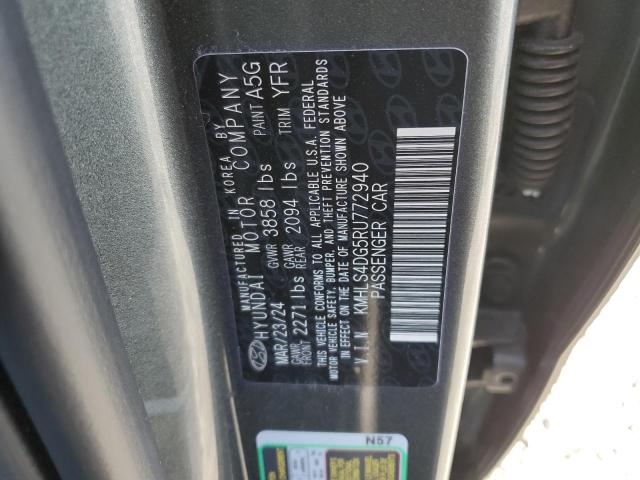 MANUFACTURED IN KOREA BY
HYUNDAI MOTOR COMPANY
MAR/23/24 GVWR 3858 lbs PAINT A5G
GAWR FRONT 2271 lbs GAWR REAR 2094 lbs TRIM YFR
THIS VEHICLE CONFORMS TO ALL APPLICABLE U.S.A. FEDERAL
MOTOR VEHICLE SAFETY, BUMPER, AND THEFT PREVENTION STANDARDS
IN EFFECT ON THE DATE OF MANUFACTURE SHOWN ABOVE
V.I.N KMHLS4DG5RU772940
PASSENGER CAR
N57